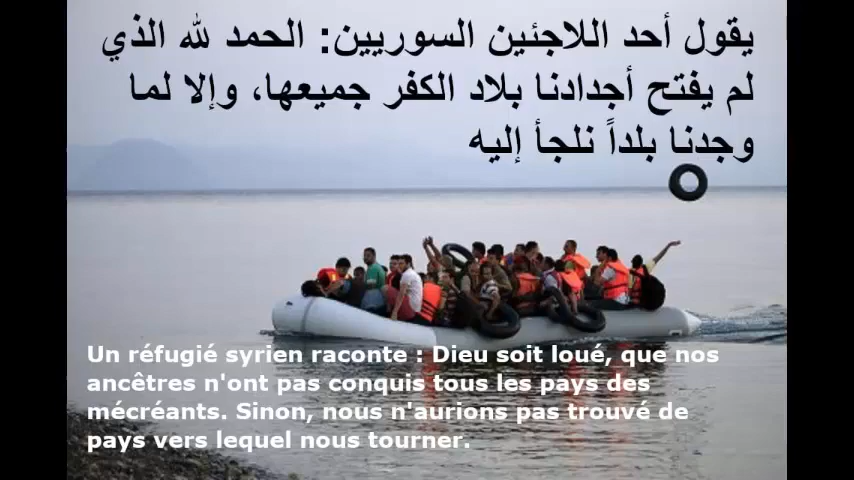 يقول أحد اللاجئين السوريين: الحمد لله الذي
لم يفتح أجدادنا بلاد الكفر جميعها، وإلا لما
وجدنا بلداً نلجأ إليه
Un réfugié syrien raconte : Dieu soit loué, que nos
ancêtres n'ont pas conquis tous les pays des
mécréants. Sinon, nous n'aurions pas trouvé de
pays vers lequel nous tourner.